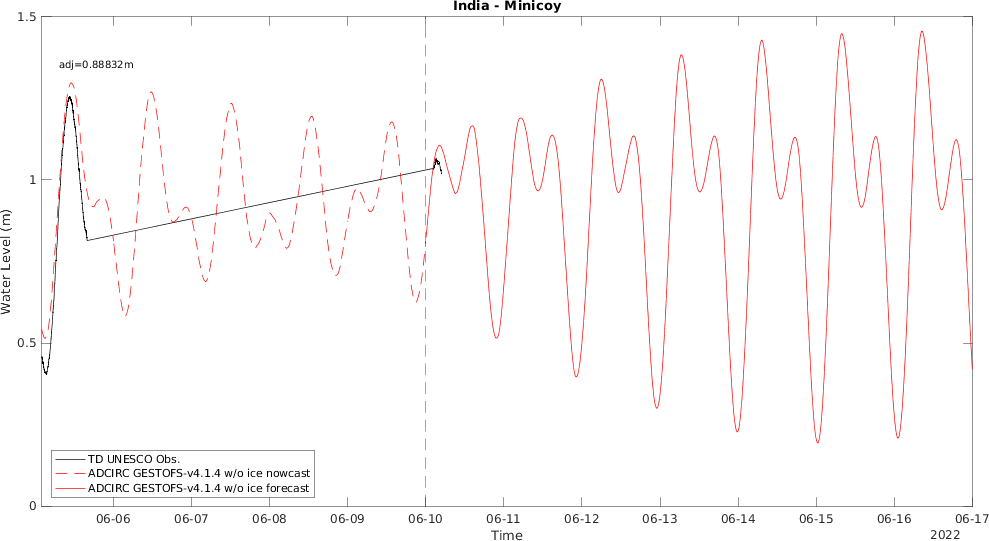 India - Minicoy
1.5
adj=0.88832m
1
Water Level (m)
0.5
TD UNESCO Obs.
ADCIRC GESTOFS-v4.1.4 w/o ice nowcast
ADCIRC GESTOFS-v4.1.4 w/o ice forecast
0
06-06 06-07 06-08 06-09 06-10 06-11 06-12 06-13 06-14 06-15 06-16 06-17
Time
2022